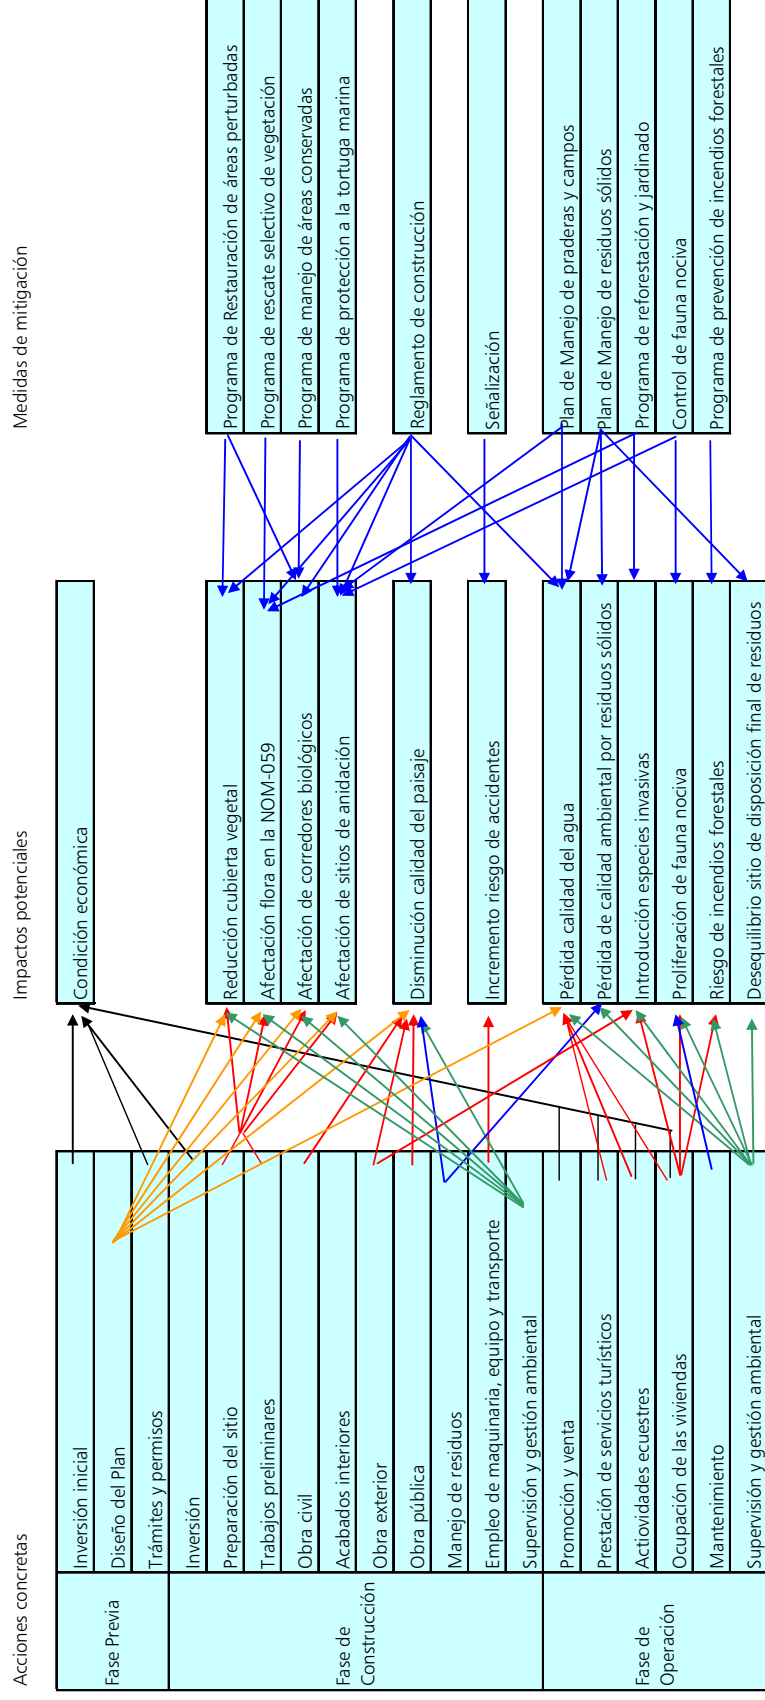 Acciones concretas
Impactos potenciales
Medidas de mitigación
Fase Previa
Inversión inicial
Diseño del Plan
Trámites y permisos
Fase de
Construcción
Inversión
Preparación del sitio
Trabajos preliminares
Obra civil
Acabados interiores
Obra exterior
Obra pública
Manejo de residuos
Empleo de maquinaria, equipo y transporte
Supervisión y gestión ambiental
Fase de
Operación
Promoción y venta
Prestación de servicios turísticos
Actiovidades ecuestres
Ocupación de las viviendas
Mantenimiento
Supervisión y gestión ambiental
Condición económica
Reducción cubierta vegetal
Afectación flora en la NOM-059
Afectación de corredores biológicos
Afectación de sitios de anidación
Disminución calidad del paisaje
Incremento riesgo de accidentes
Pérdida calidad del agua
Pérdida de calidad ambiental por residuos sólidos
Introducción especies invasivas
Proliferación de fauna nociva
Riesgo de incendios forestales
Desequilibrio sitio de disposición final de residuos
Programa de Restauración de áreas perturbadas
Programa de rescate selectivo de vegetación
Programa de manejo de áreas conservadas
Programa de protección a la tortuga marina
Reglamento de construcción
Señalización
Plan de Manejo de praderas y campos
Plan de Manejo de residuos sólidos
Programa de reforestación y jardinado
Control de fauna nociva
Programa de prevención de incendios forestales